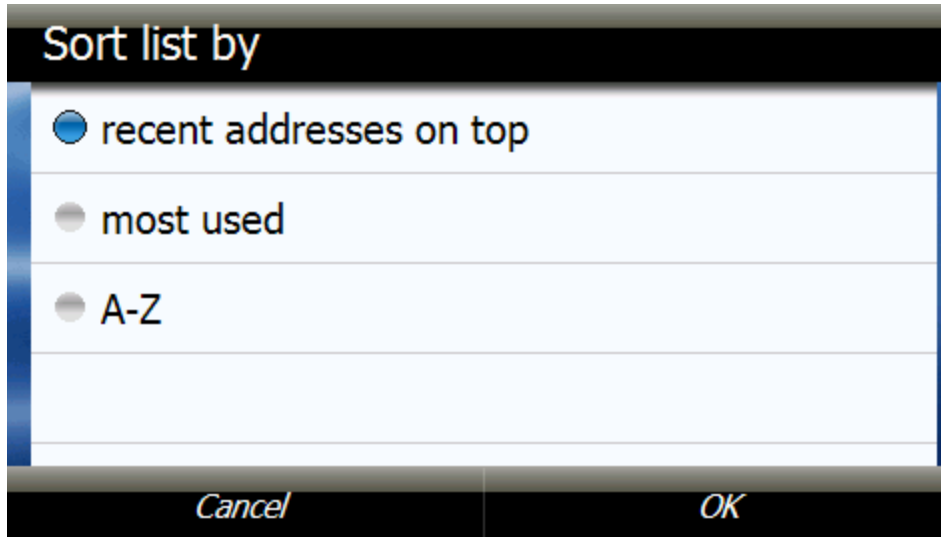 Sort list by
recent addresses on top
most used
A-Z
Cancel OK